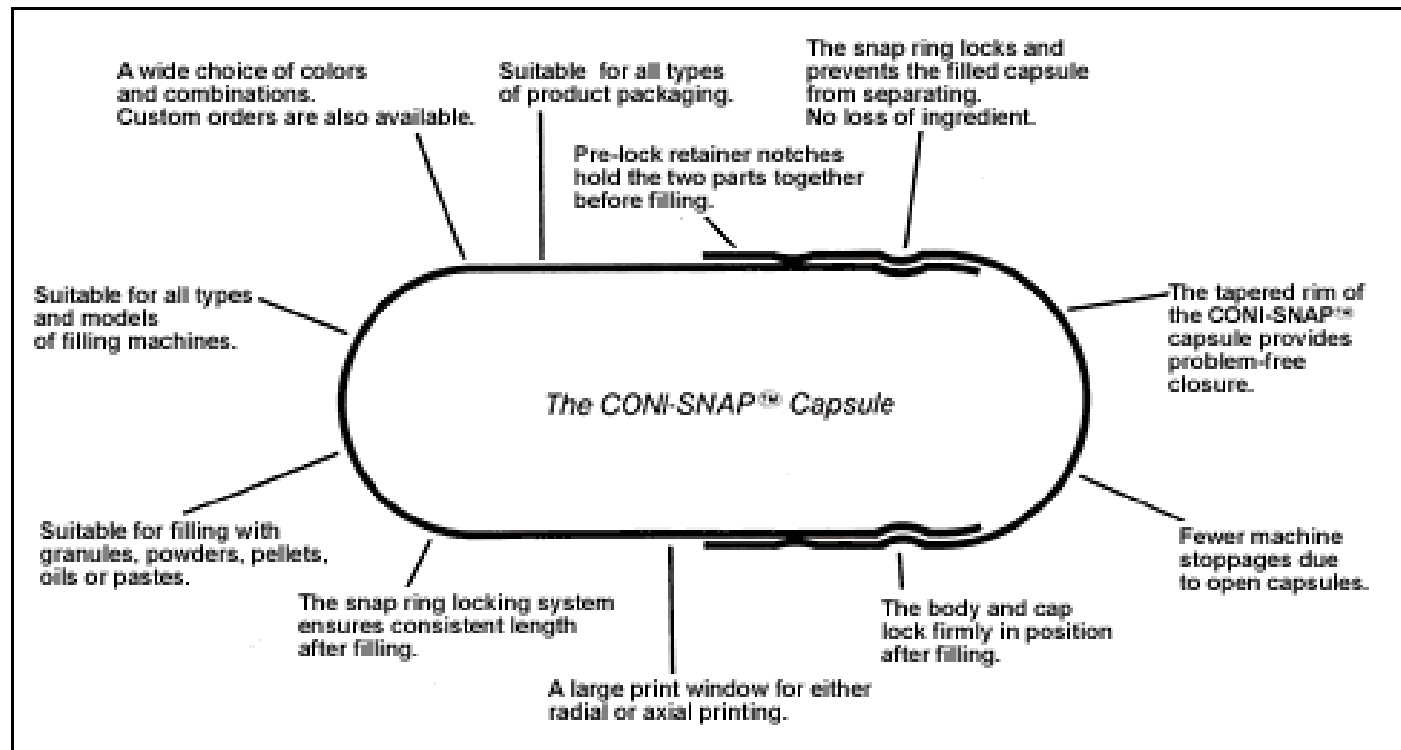 A wide choice of colors
and combinations.
Custom orders are also available.
Suitable for all types
of product packaging.
The snap ring locks and
prevents the filled capsule
from separating.
No loss of ingredient.
Pre-lock retainer notches
hold the two parts together
before filling.
Suitable for all types
and models
of filling machines.
The tapered rim of
the CONI-SNAP™
capsule provides
problem-free
closure.
The CONI-SNAP™ Capsule
Suitable for filling with
granules, powders, pellets,
oils or pastes.
Fewer machine
stoppages due
to open capsules.
The snap ring locking system
ensures consistent length
after filling.
The body and cap
lock firmly in position
after filling.
A large print window for either
radial or axial printing.